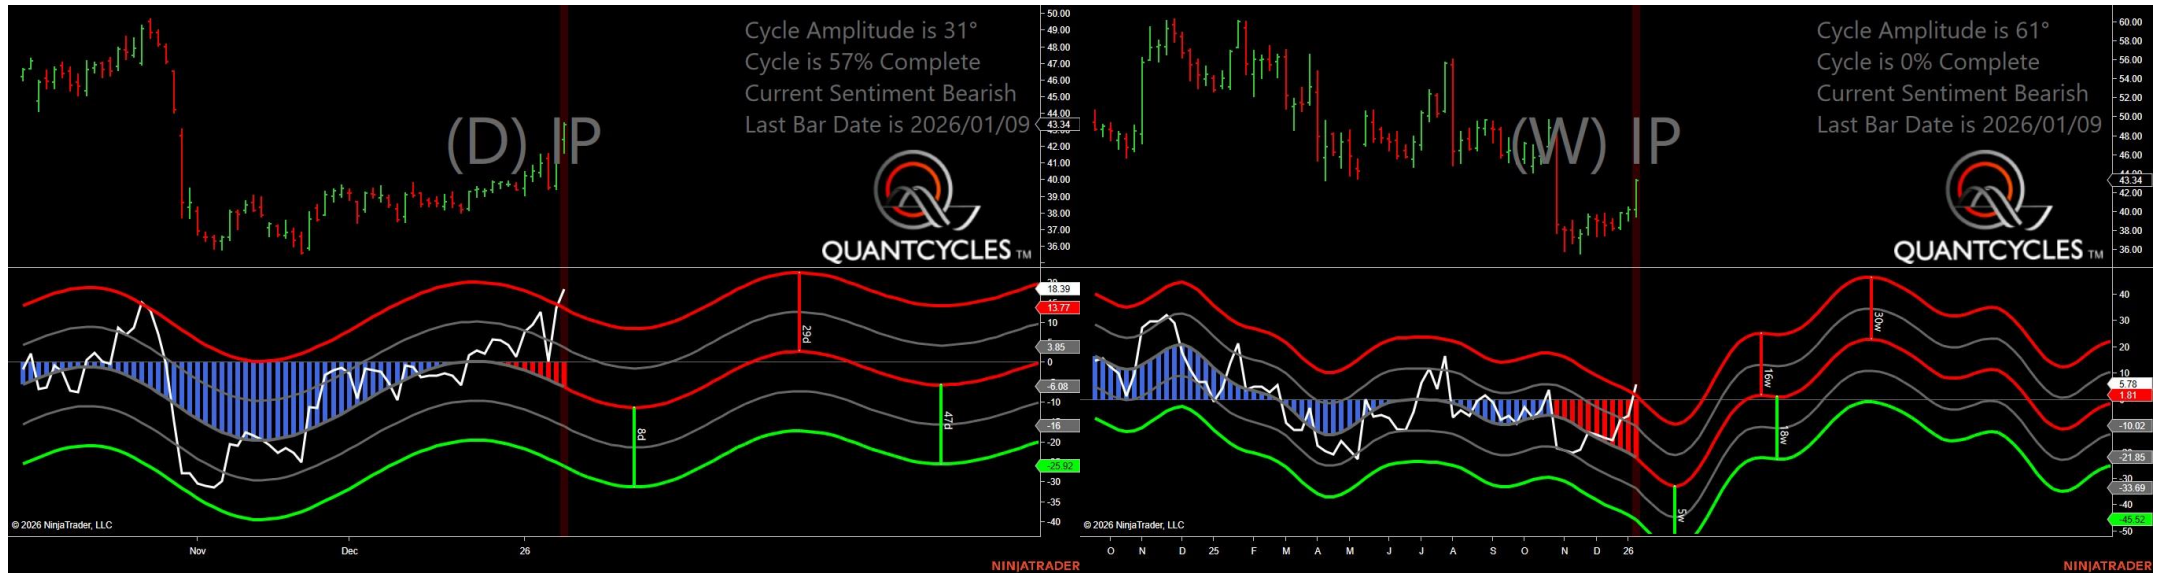 Cycle Amplitude is 31°
Cycle is 57% Complete
Current Sentiment Bearish
Last Bar Date is 2026/01/09
(D) IP
QUANTCYCLES TM
50.00
49.00
48.00
47.00
46.00
45.00
44.00
43.34
42.00
41.00
40.00
39.00
38.00
37.00
36.00
18.39
13.77
10
3.85
0
-6.08
-10
-16
-20
-25.92
-30
-35
-40
29d
8d
47d
© 2026 NinjaTrader, LLC
Nov
Dec
26
NINJATRADER
Cycle Amplitude is 61°
Cycle is 0% Complete
Current Sentiment Bearish
Last Bar Date is 2026/01/09
(W) IP
QUANTCYCLES TM
60.00
58.00
56.00
54.00
52.00
50.00
48.00
46.00
44.00
43.34
42.00
40.00
38.00
36.00
40
30
20
10
5.78
1.81
-10.02
-21.85
-30
-33.69
-40
-45.52
-50
30w
16w
18w
5w
© 2026 NinjaTrader, LLC
O N D 25 F M A M J J A S O N D 26
NINJATRADER